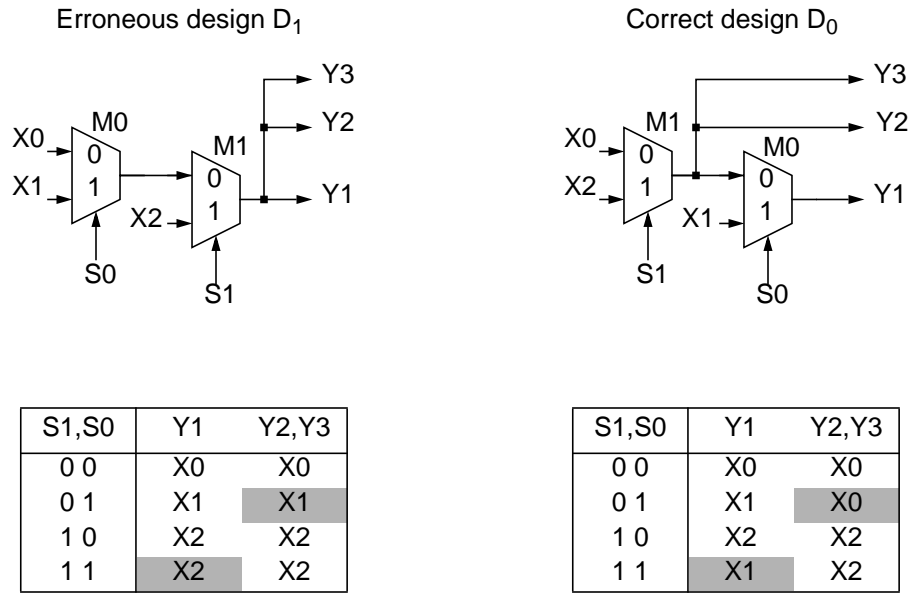 Erroneous design D1
Correct design D0
Y3
Y2
M0
X0
0
M1
X1
1
0
Y1
X2
1
S0
S1
Y3
Y2
M1
X0
0
M0
X2
1
0
Y1
X1
1
S1
S0
S1,S0 Y1 Y2,Y3
0 0 X0 X0
0 1 X1 X1
1 0 X2 X2
1 1 X2 X2
S1,S0 Y1 Y2,Y3
0 0 X0 X0
0 1 X1 X0
1 0 X2 X2
1 1 X1 X2